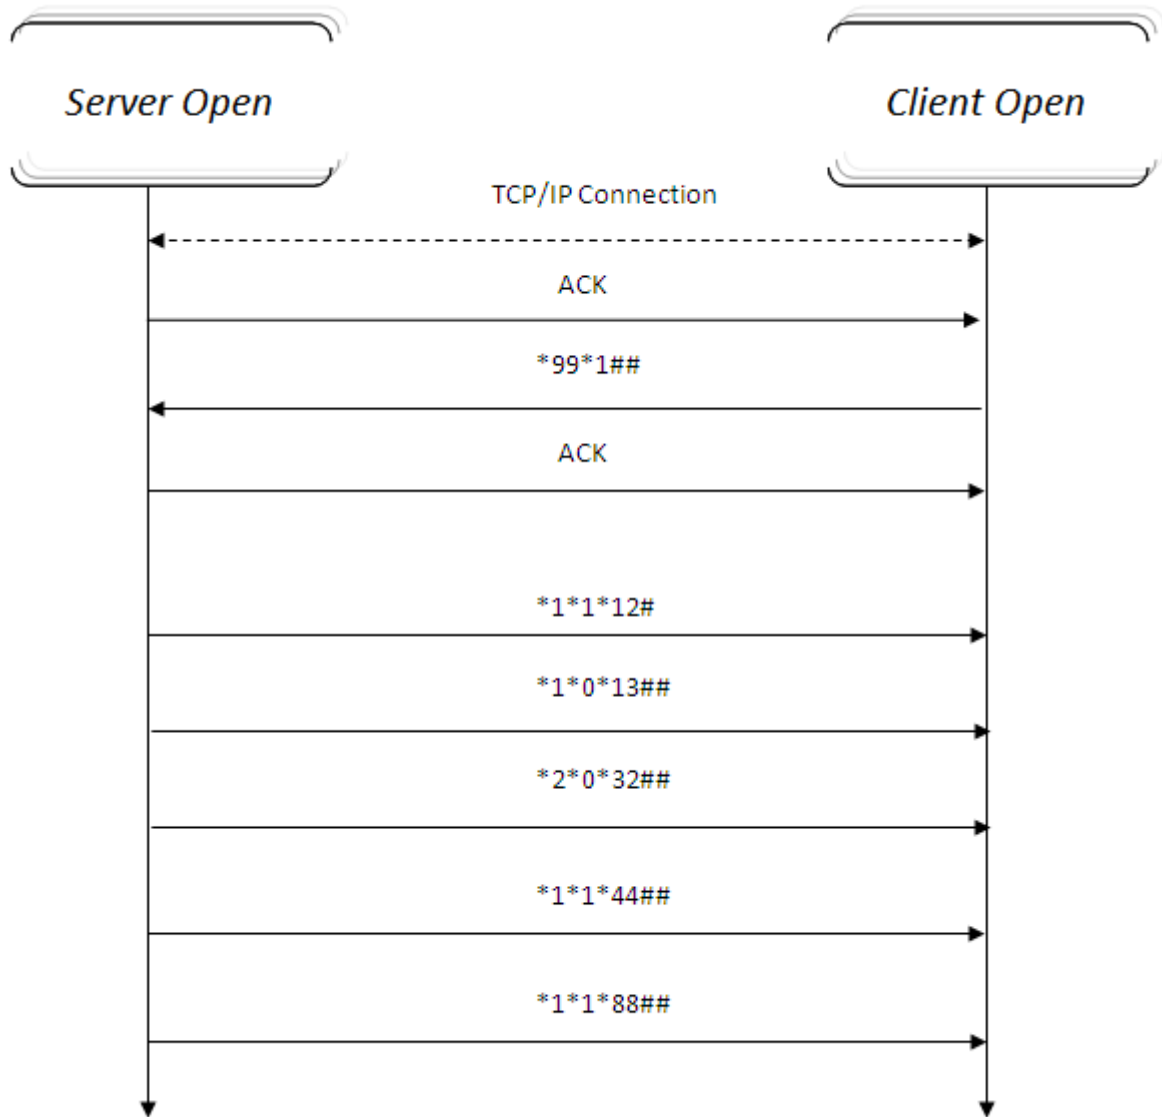 Server Open
Client Open
TCP/IP Connection
ACK
*99*1##
ACK
*1*1*12#
*1*0*13##
*2*0*32##
*1*1*44##
*1*1*88##